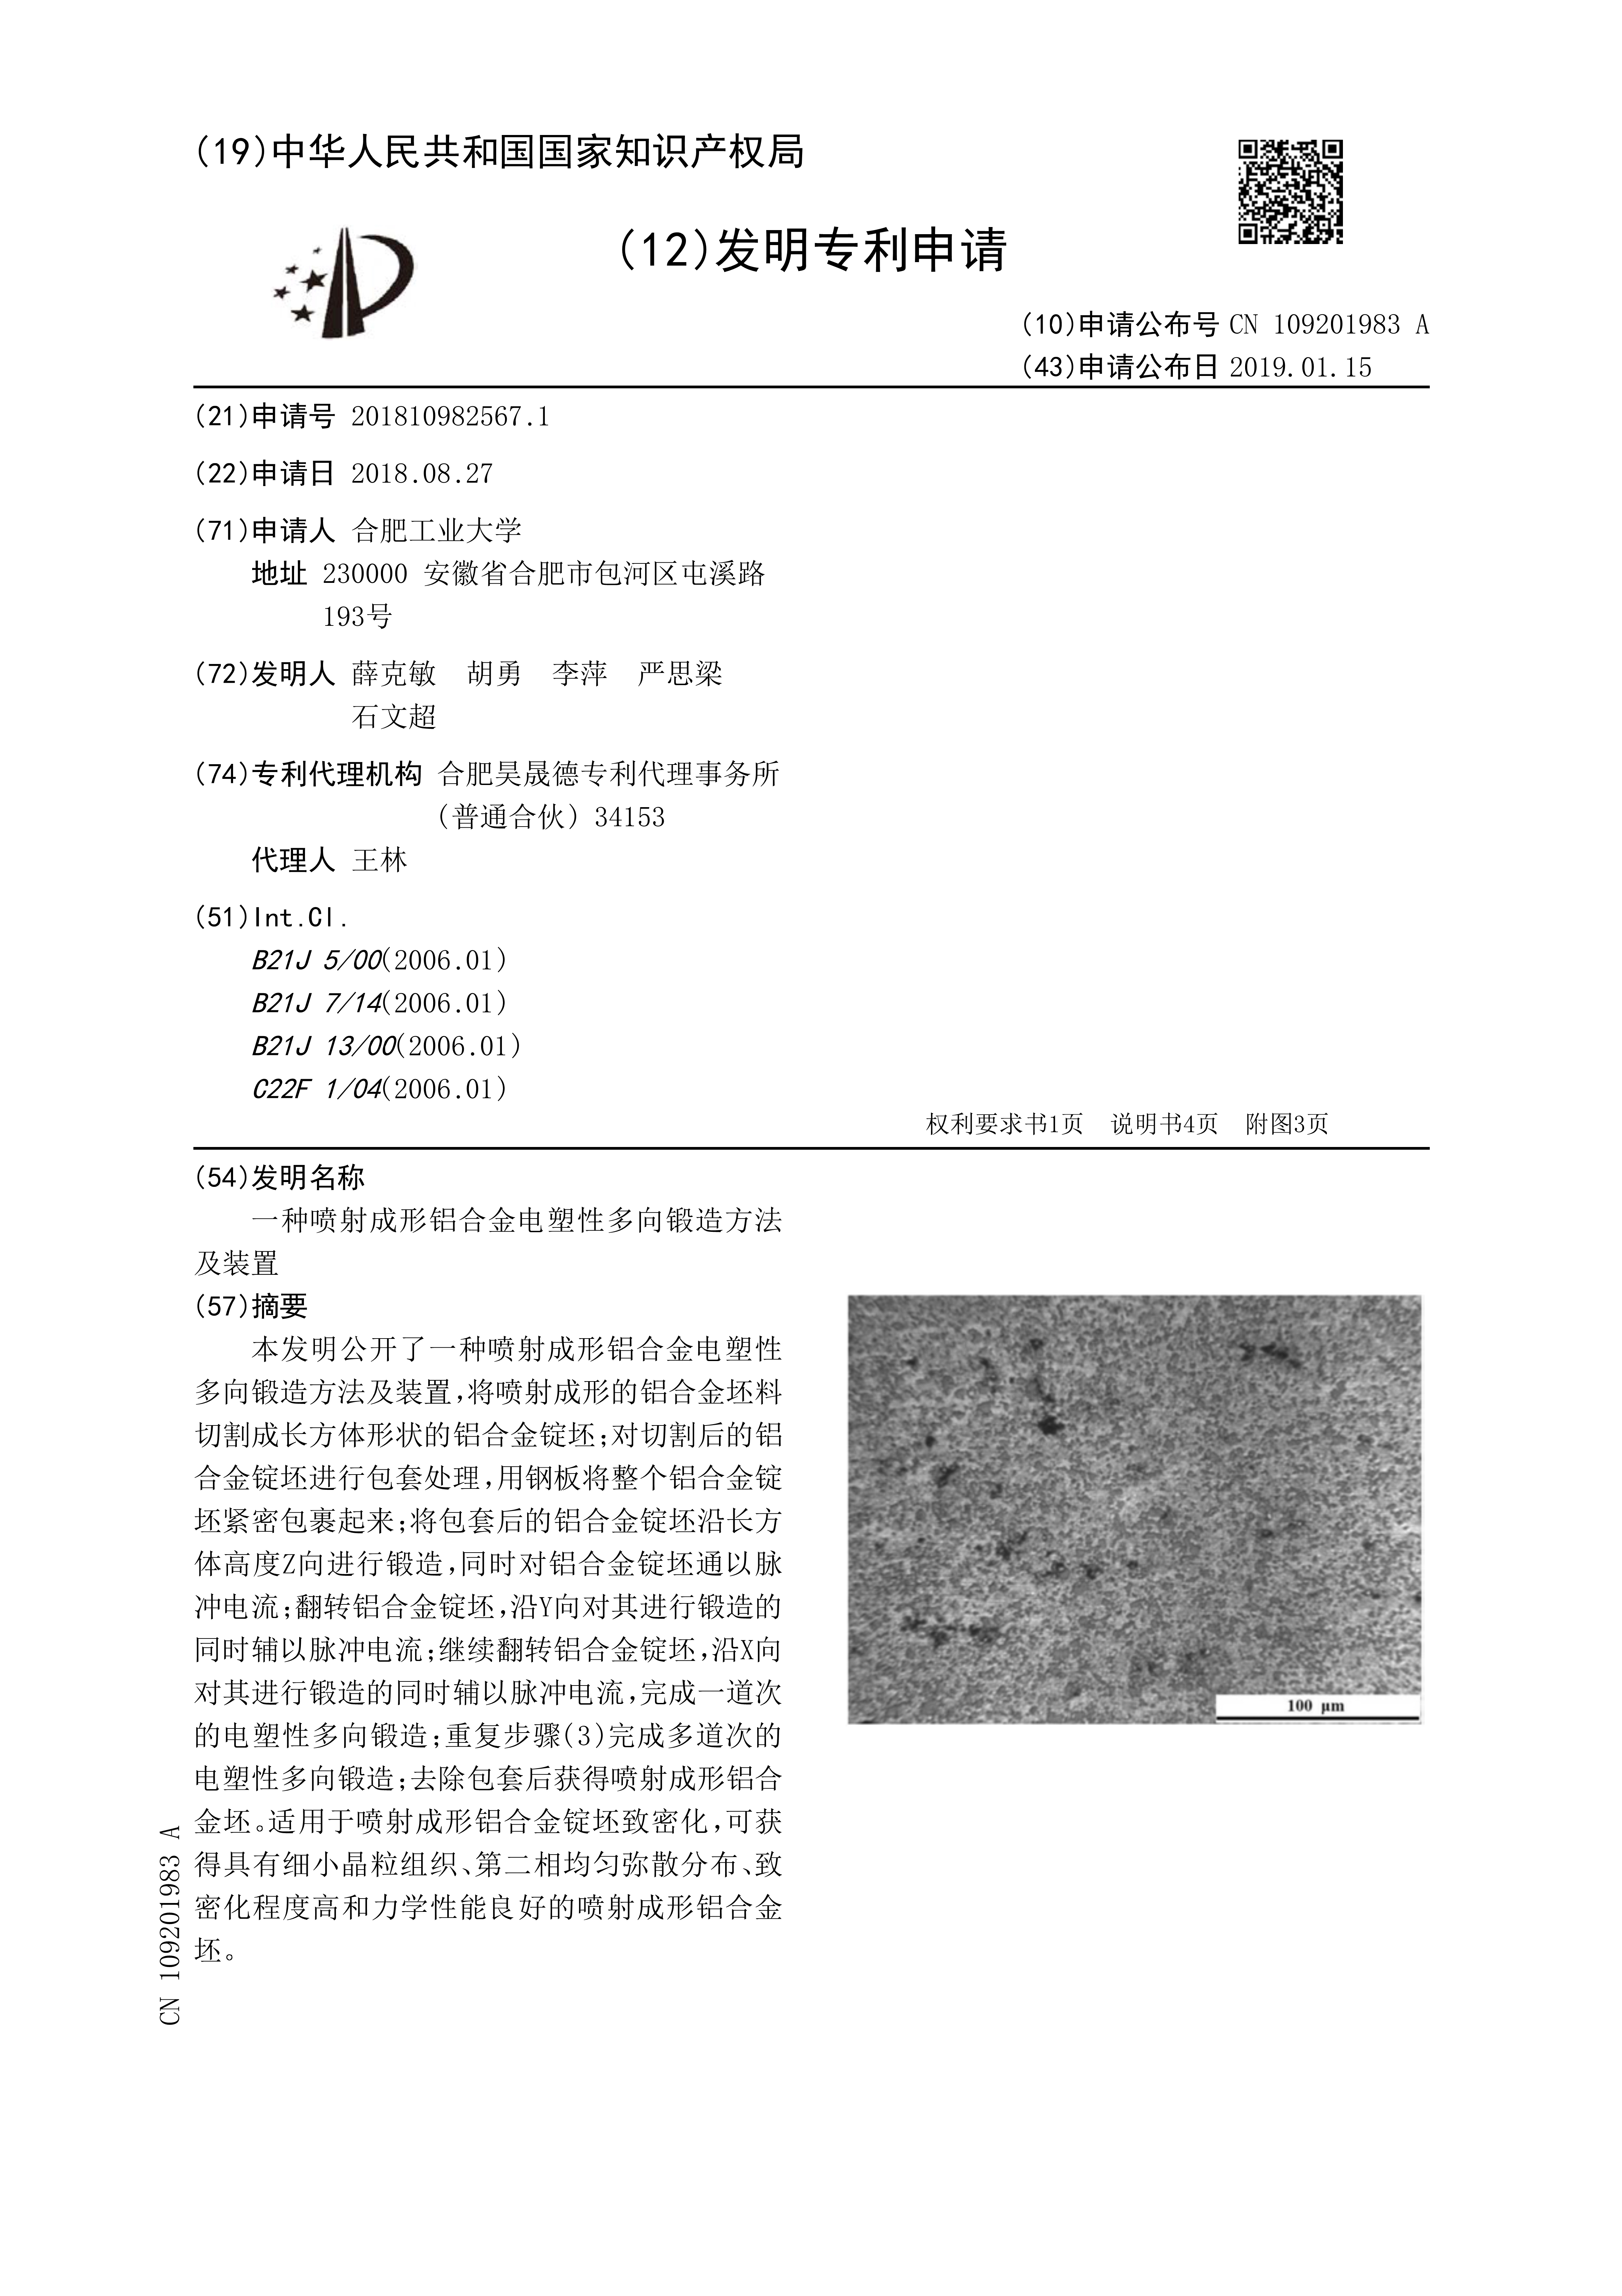 (19)中华人民共和国国家知识产权局
(12)发明专利申请
(10)申请公布号 CN 109201983 A
(43)申请公布日 2019.01.15
(21)申请号 201810982567.1
(22)申请日 2018.08.27
(71)申请人 合肥工业大学
地址 230000 安徽省合肥市包河区屯溪路
193号
(72)发明人 薛克敏 胡勇 李萍 严思梁
石文超
(74)专利代理机构 合肥昊晟德专利代理事务所
(普通合伙) 34153
代理人 王林
(51)Int.Cl.
B21J 5/00(2006.01)
B21J 7/14(2006.01)
B21J 13/00(2006.01)
C22F 1/04(2006.01)
权利要求书1页 说明书4页 附图3页
(54)发明名称
一种喷射成形铝合金电塑性多向锻造方法
及装置
(57)摘要
本发明公开了一种喷射成形铝合金电塑性
多向锻造方法及装置,将喷射成形的铝合金坯料
切割成长方体形状的铝合金锭坯;对切割后的铝
合金锭坯进行包套处理,用钢板将整个铝合金锭
坯紧密包裹起来;将包套后的铝合金锭坯沿长方
体高度Z向进行锻造,同时对铝合金锭坯通以脉
冲电流;翻转铝合金锭坯,沿Y向对其进行锻造的
同时辅以脉冲电流;继续翻转铝合金锭坯,沿X向
对其进行锻造的同时辅以脉冲电流,完成一道次
的电塑性多向锻造;重复步骤(3)完成多道次的
电塑性多向锻造;去除包套后获得喷射成形铝合
金坯。适用于喷射成形铝合金锭坯致密化,可获
得具有细小晶粒组织、第二相均匀弥散分布、致
密化程度高和力学性能良好的喷射成形铝合金
坯。
100 μm
CN 109201983 A